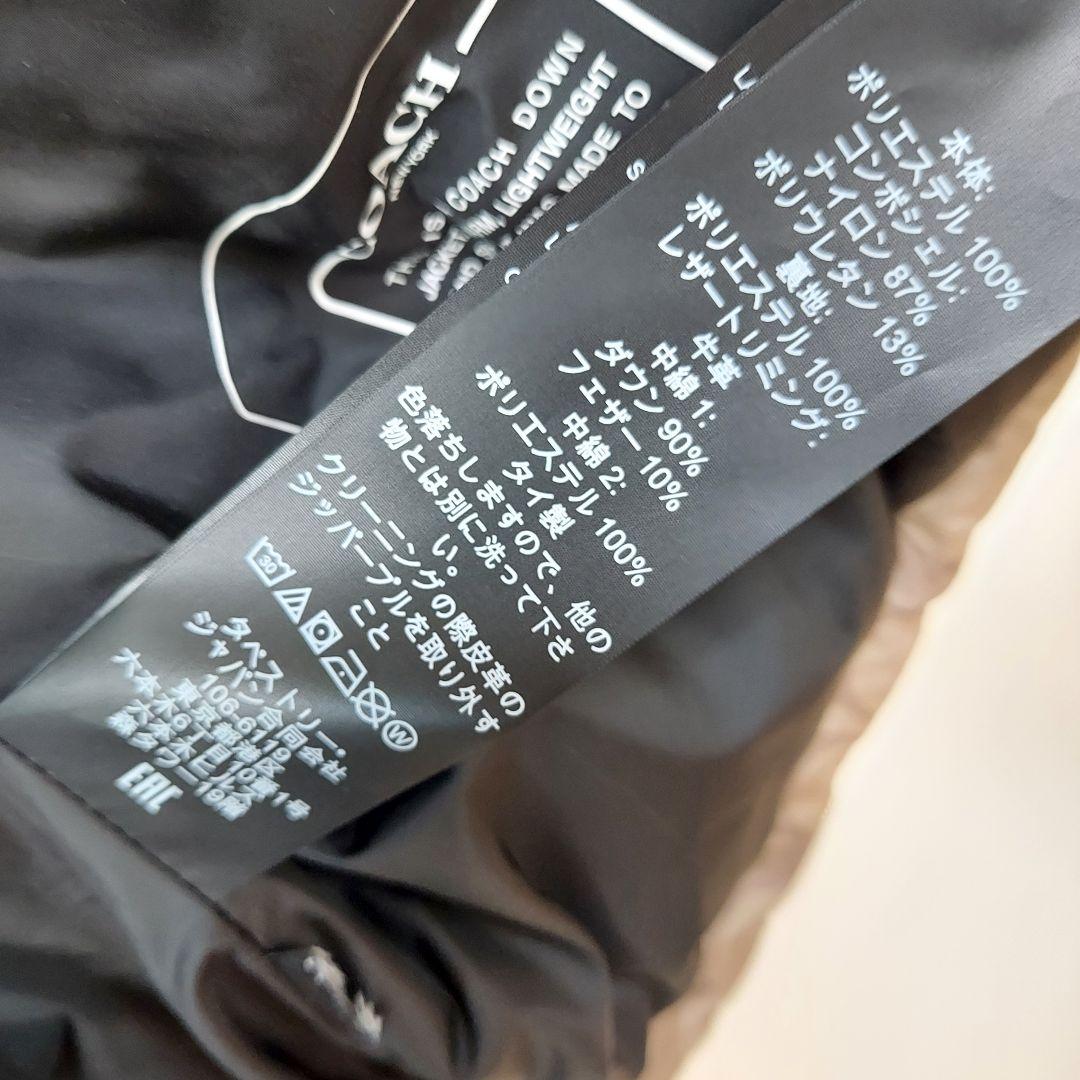 COACH
NEW YORK
COACH DOWN
LIGHTWEIGHT
MADE TO
本体:
ポリエステル 100%
コンポシェル:
ナイロン 87%
ポリウレタン 13%
裏地:
ポリエステル 100%
レザートリミング:
牛革
中綿 1:
ダウン 90%
フェザー 10%
中綿 2:
ポリエステル 100%
タイ製
色落ちしますので、他の
物とは別に洗って下さ
い。
クリーニングの際皮革の
ジッパープルを取り外す
こと
30
W
タペストリー・
ジャパン合同会社
106-6119
東京都港区
六本木6丁目10番1号
六本木ヒルズ
森タワー19階
EAC